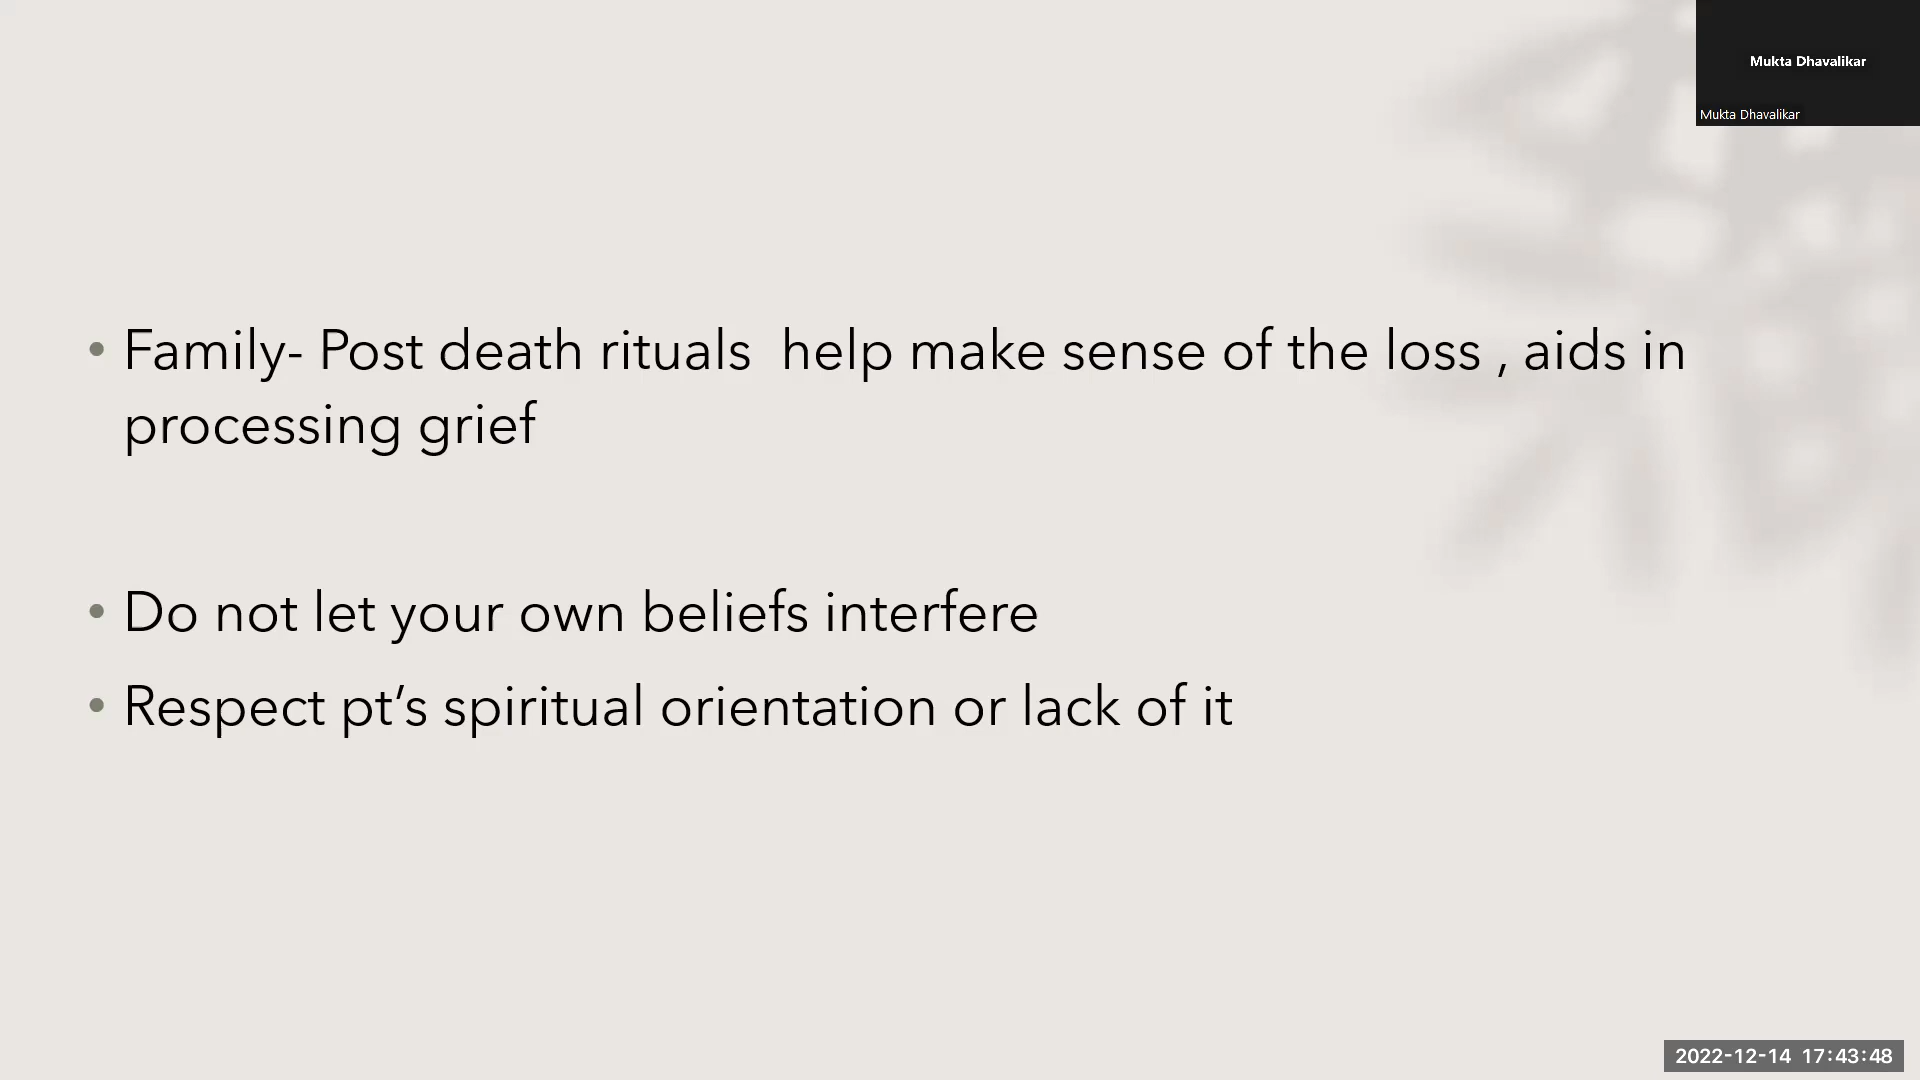 Mukta Dhavalikar
Mukta Dhavalikar
• Family- Post death rituals  help make sense of the loss , aids in
processing grief
• Do not let your own beliefs interfere
• Respect pt’s spiritual orientation or lack of it
2022-12-14 17:43:48